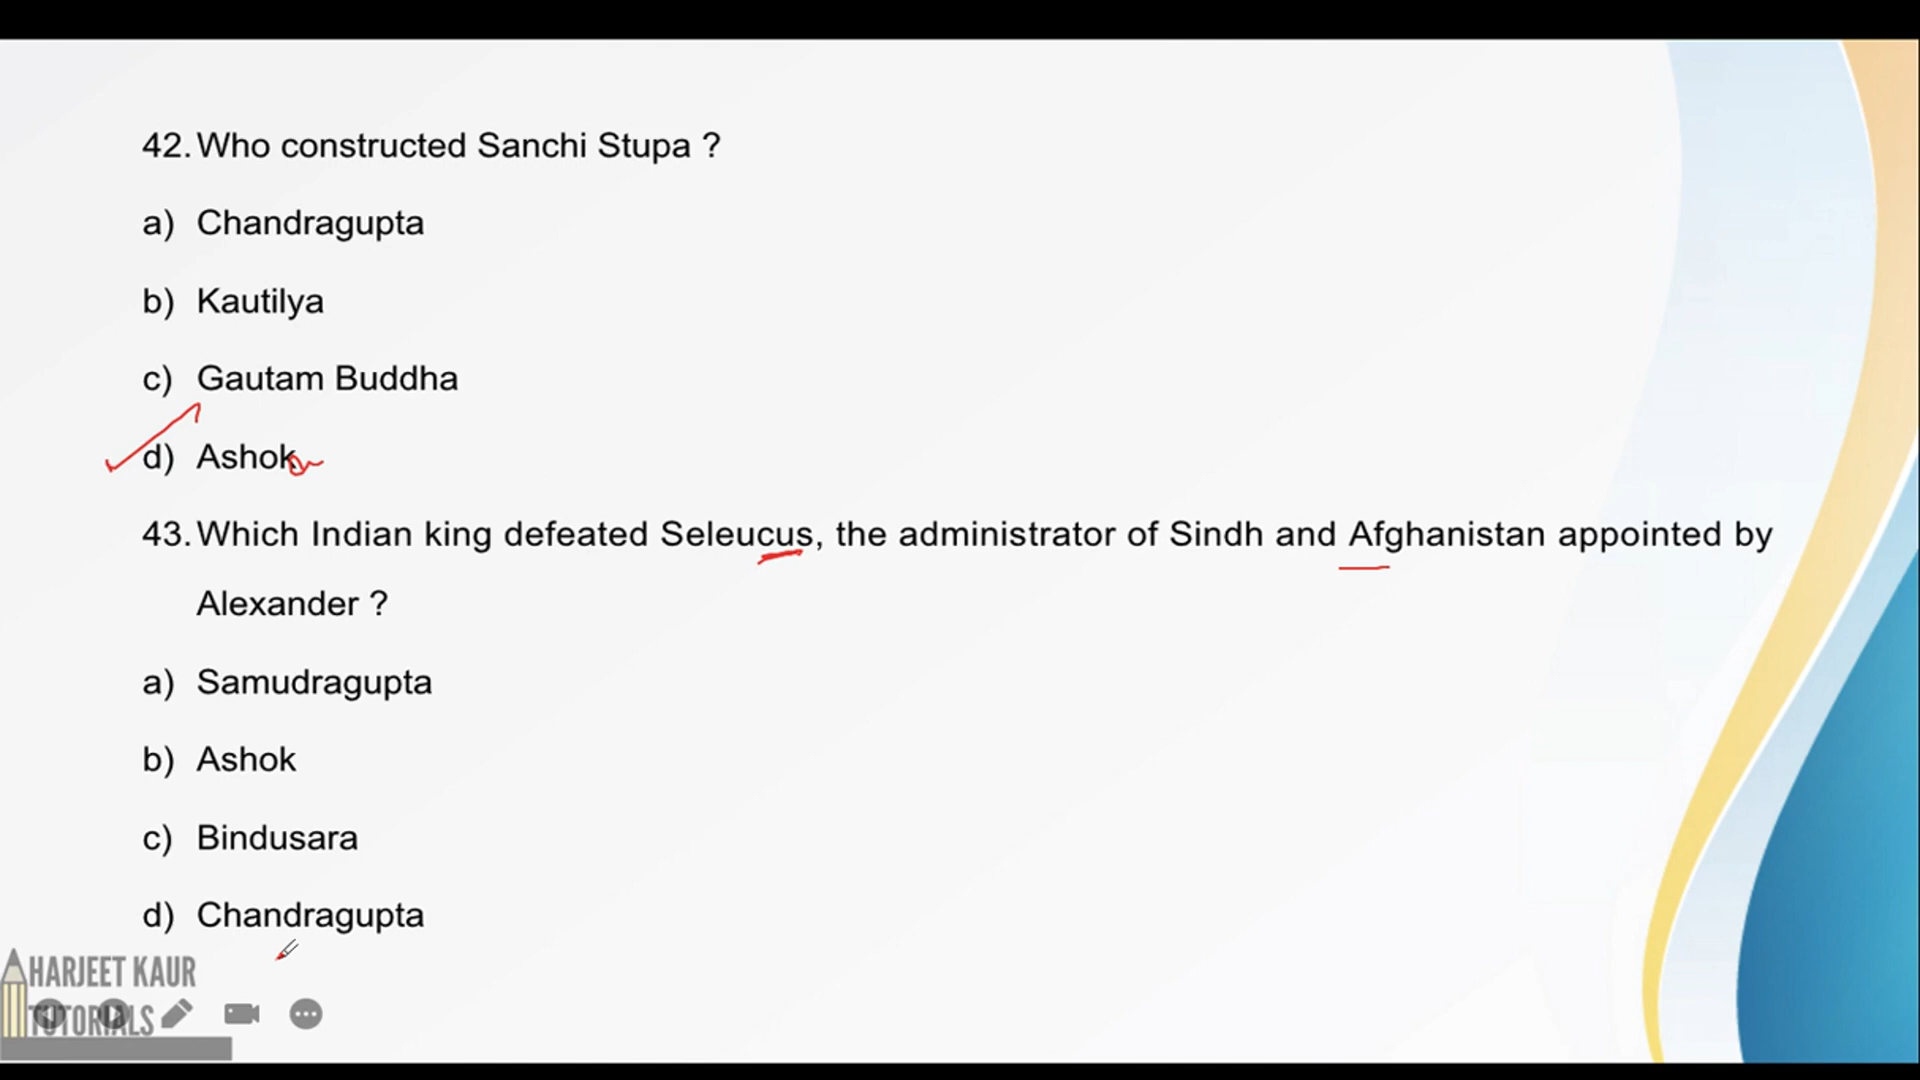 42. Who constructed Sanchi Stupa ?
a) Chandragupta
b) Kautilya
c) Gautam Buddha
d) Ashok
43. Which Indian king defeated Seleucus, the administrator of Sindh and Afghanistan appointed by
Alexander ?
a) Samudragupta
b) Ashok
c) Bindusara
d) Chandragupta
HARJEET KAUR
TUTORIALS